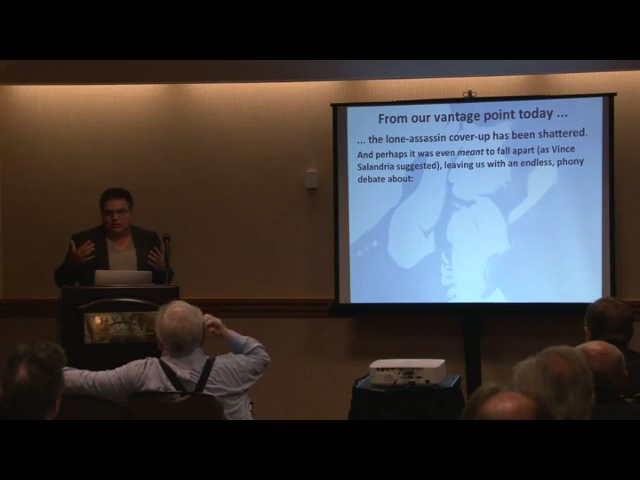 From our vantage point today ...
... the lone-assassin cover-up has been shattered.
And perhaps it was even meant to fall apart (as Vince
Salandria suggested), leaving us with an endless, phony
debate about: